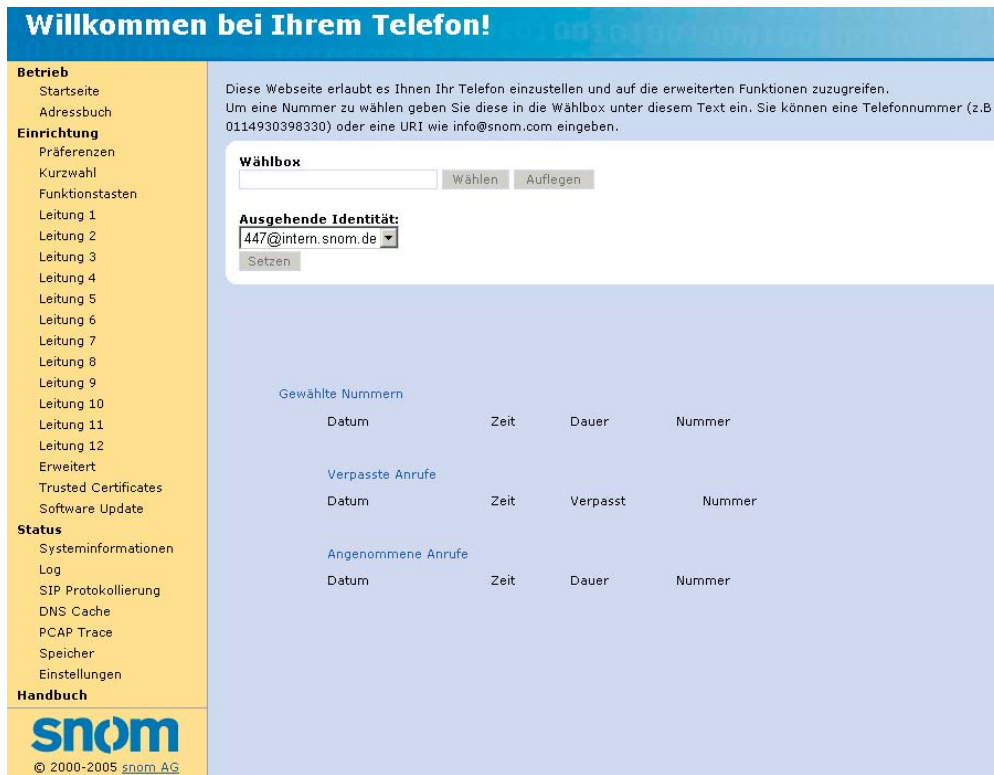 Willkommen bei Ihrem Telefon!
Betrieb
Startseite
Adressbuch
Einrichtung
Präferenzen
Kurzwahl
Funktionstasten
Leitung 1
Leitung 2
Leitung 3
Leitung 4
Leitung 5
Leitung 6
Leitung 7
Leitung 8
Leitung 9
Leitung 10
Leitung 11
Leitung 12
Erweitert
Trusted Certificates
Software Update
Status
Systeminformationen
Log
SIP Protokollierung
DNS Cache
PCAP Trace
Speicher
Einstellungen
Handbuch
snom
© 2000-2005 snom AG
Diese Webseite erlaubt es Ihnen Ihr Telefon einzustellen und auf die erweiterten Funktionen zuzugreifen.
Um eine Nummer zu wählen geben Sie diese in die Wählbox unter diesem Text ein. Sie können eine Telefonnummer (z.B
0114930398330) oder eine URI wie info@snom.com eingeben.
Wählbox
Wählen Auflegen
Ausgehende Identität:
447@intern.snom.de
Setzen
Gewählte Nummern
Datum Zeit Dauer Nummer
Verpasste Anrufe
Datum Zeit Verpasst Nummer
Angenommene Anrufe
Datum Zeit Dauer Nummer